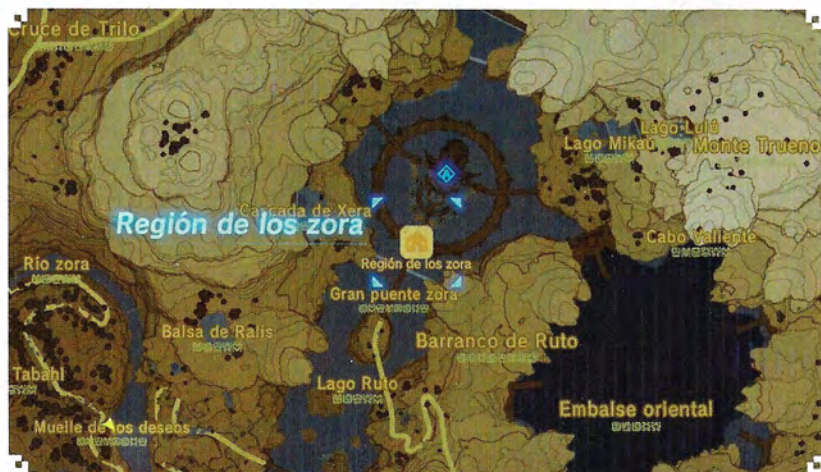 Cruce de Trilo
Lago Lulú
Lago Mikau
Monte Trueno
Cascada de Xera
Región de los zora
Cabo Valiente
Río zora
Región de los zora
Gran puente zora
Balsa de Ralis
Barranco de Ruto
Tabahl
Lago Ruto
Embalse oriental
Muelle de los deseos